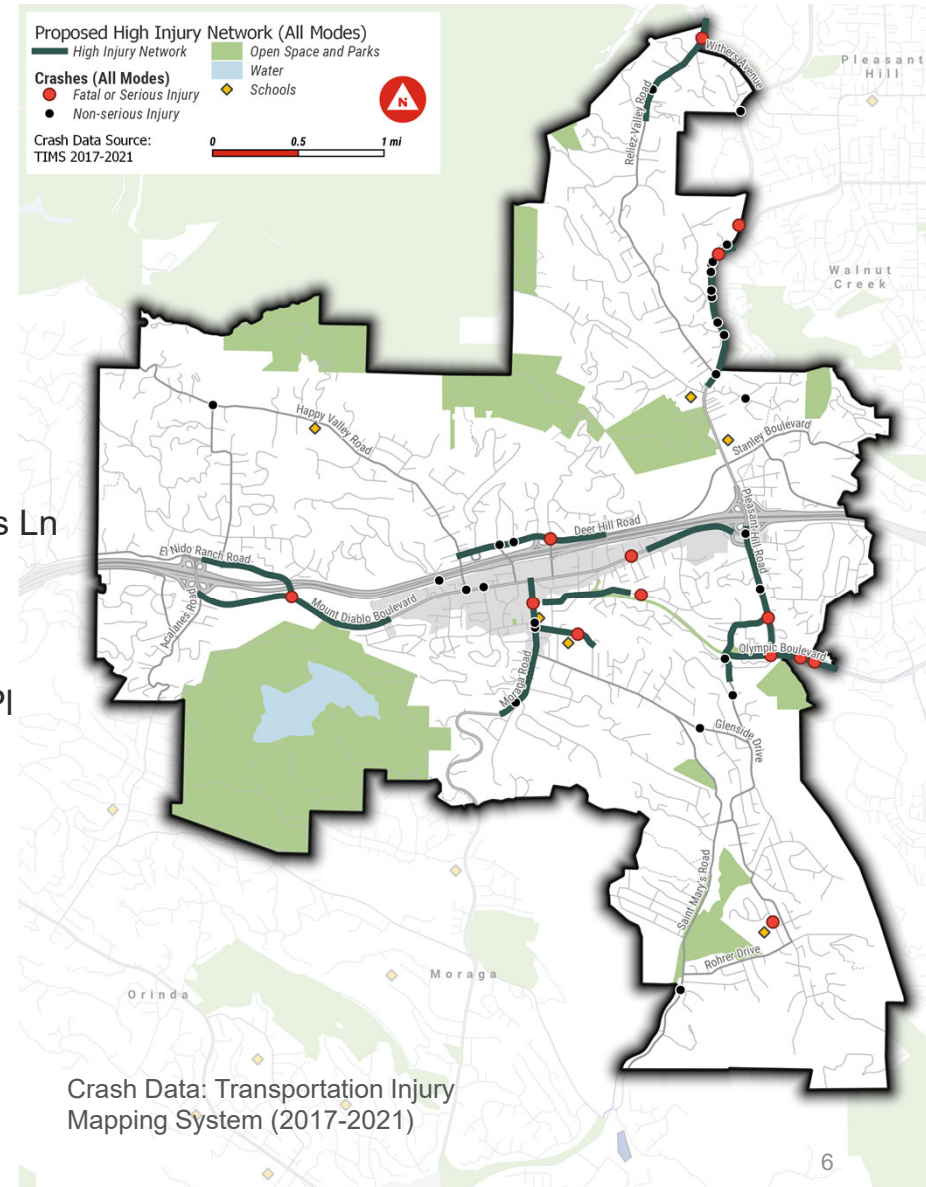 Proposed High Injury Network (All Modes)
High Injury Network
Open Space and Parks
Water
Crashes (All Modes)
Schools
Fatal or Serious Injury
Non-serious Injury
N
Crash Data Source:
TIMS 2017-2021
0 0.5 1 mi
Withers Avenue
Pleasant
Hill
Reliez Valley Road
Walnut
Creek
Happy Valley Road
Stanley Boulevard
s Ln
Pleasant Hill Road
Deer Hill Road
El Nido Ranch Road
Mount Diablo Boulevard
Acalanes Road
Olympic Boulevard
Pl
Moraga Road
Glenside Drive
Saint Mary's Road
Rohrer Drive
Moraga
Orinda
Crash Data: Transportation Injury
Mapping System (2017-2021)
6